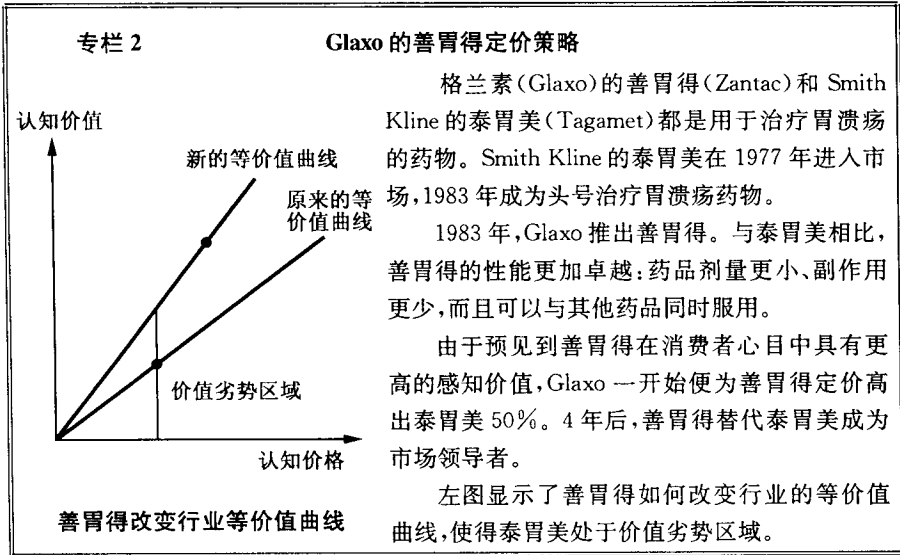 专栏 2 Glaxo 的善胃得定价策略
认知价值
新的等价值曲线
原来的等
价值曲线
价值劣势区域
认知价格
善胃得改变行业等价值曲线
格兰素(Glaxo)的善胃得(Zantac)和 Smith
Kline 的泰胃美(Tagamet)都是用于治疗胃溃疡
的药物。Smith Kline 的泰胃美在 1977 年进入市
场,1983 年成为头号治疗胃溃疡药物。
1983 年,Glaxo 推出善胃得。与泰胃美相比,
善胃得的性能更加卓越:药品剂量更小、副作用
更少,而且可以与其他药品同时服用。
由于预见到善胃得在消费者心目中具有更
高的感知价值,Glaxo 一开始便为善胃得定价高
出泰胃美 50%。4 年后,善胃得替代泰胃美成为
市场领导者。
左图显示了善胃得如何改变行业的等价值
曲线,使得泰胃美处于价值劣势区域。